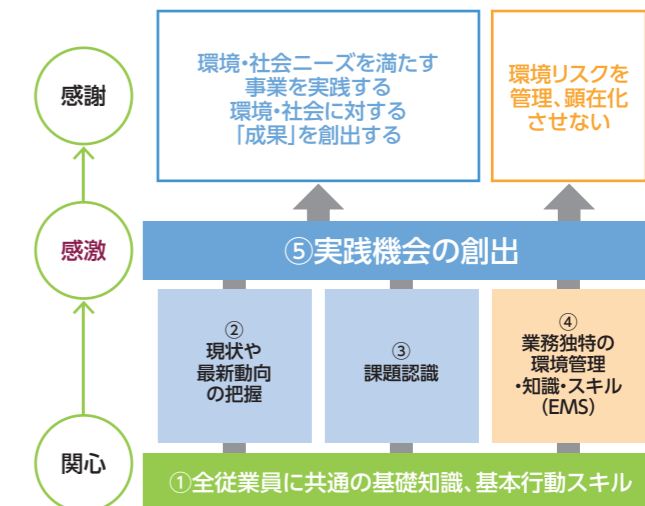 感謝
環境・社会ニーズを満たす
事業を実践する
環境・社会に対する
「成果」を創出する
環境リスクを
管理、顕在化
させない
感激
⑤実践機会の創出
②
現状や
最新動向
の把握
③
課題認識
④
業務独特の
環境管理
・知識・スキル
(EMS)
関心
①全従業員に共通の基礎知識、基本行動スキル